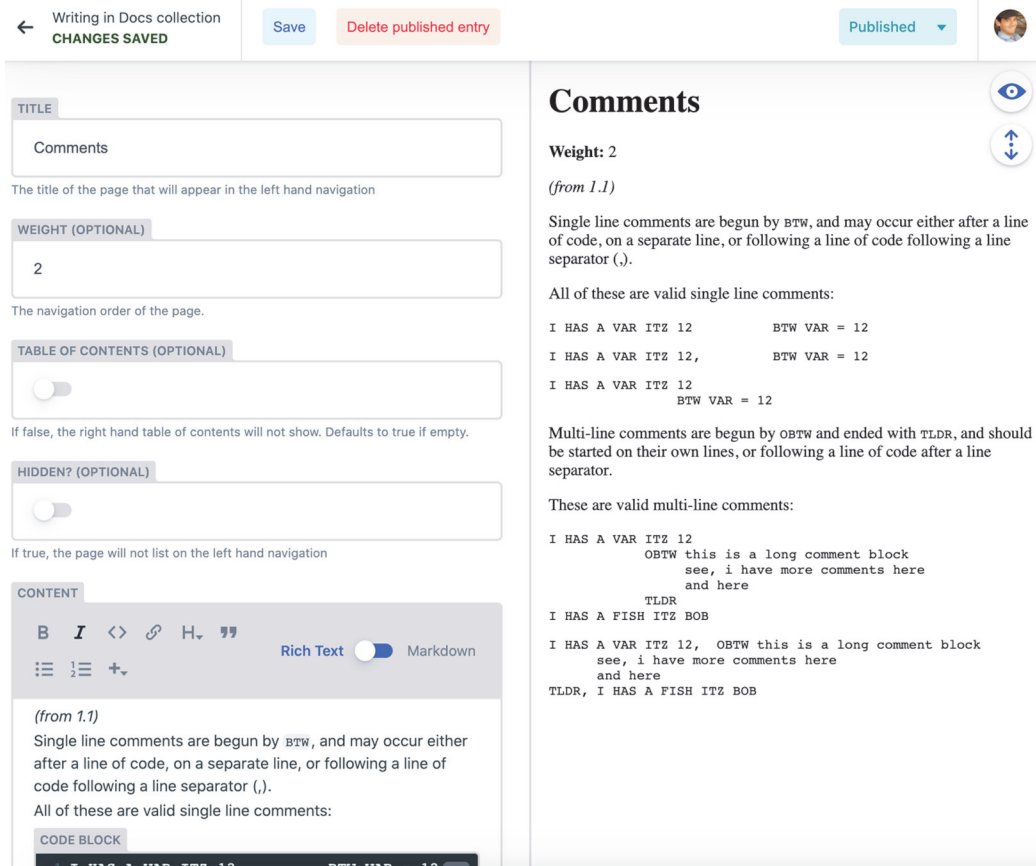 Writing in Docs collection
CHANGES SAVED
Save
Delete published entry
Published
TITLE
Comments
The title of the page that will appear in the left hand navigation
WEIGHT (OPTIONAL)
2
The navigation order of the page.
TABLE OF CONTENTS (OPTIONAL)
If false, the right hand table of contents will not show. Defaults to true if empty.
HIDDEN? (OPTIONAL)
If true, the page will not list on the left hand navigation
CONTENT
B I <> H
Rich Text Markdown
(from 1.1)
Single line comments are begun by BTW, and may occur either
after a line of code, on a separate line, or following a line of
code following a line separator (,).
All of these are valid single line comments:
CODE BLOCK
I HAS A VAR ITZ 12 BTW VAR = 12
Comments
Weight: 2
(from 1.1)
Single line comments are begun by BTW, and may occur either after a line
of code, on a separate line, or following a line of code following a line
separator (,).
All of these are valid single line comments:
I HAS A VAR ITZ 12 BTW VAR = 12
I HAS A VAR ITZ 12, BTW VAR = 12
I HAS A VAR ITZ 12
BTW VAR = 12
Multi-line comments are begun by OBTW and ended with TLDR, and should
be started on their own lines, or following a line of code after a line
separator.
These are valid multi-line comments:
I HAS A VAR ITZ 12
OBTW this is a long comment block
see, i have more comments here
and here
TLDR
I HAS A FISH ITZ BOB
I HAS A VAR ITZ 12, OBTW this is a long comment block
see, i have more comments here
and here
TLDR, I HAS A FISH ITZ BOB